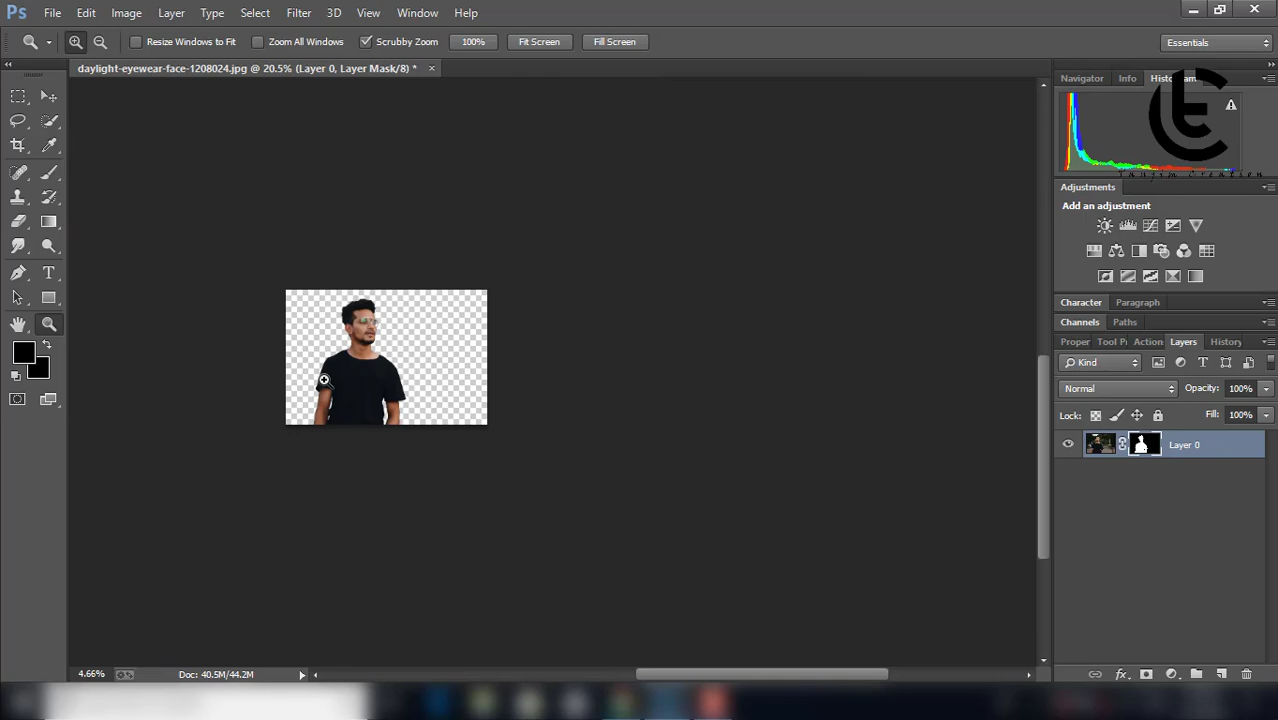 Ps File Edit Image Layer Type Select Filter 3D View Window Help
Resize Windows to Fit Zoom All Windows Scrubby Zoom 100% Fit Screen Fill Screen Essentials
daylight-eyewear-face-1208024.jpg @ 20.5% (Layer 0, Layer Mask/8) *
Navigator Info
Adjustments
Add an adjustment
Character Paragraph
Channels Paths
Proper Tool P Action Layers History
Kind
Normal Opacity: 100%
Lock: Fill: 100%
Layer 0
4.66% Doc: 40.5M/44.2M